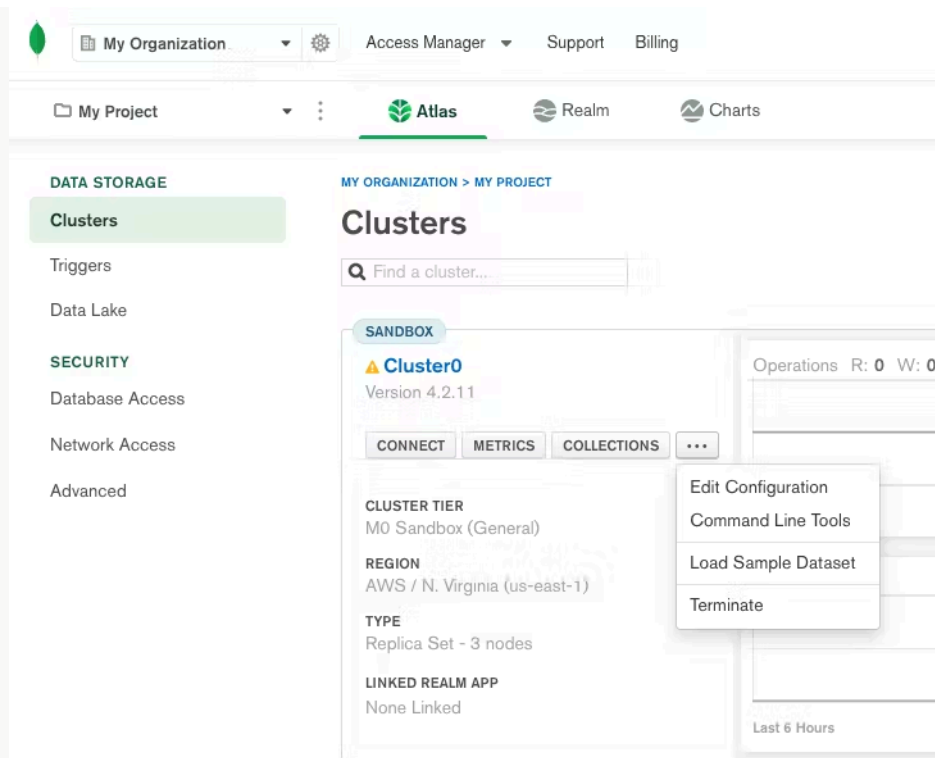 My Organization
Access Manager
Support
Billing
My Project
Atlas
Realm
Charts
DATA STORAGE
Clusters
Triggers
Data Lake
SECURITY
Database Access
Network Access
Advanced
MY ORGANIZATION > MY PROJECT
Clusters
Find a cluster...
SANDBOX
Cluster0
Version 4.2.11
CONNECT
METRICS
COLLECTIONS
...
Edit Configuration
Command Line Tools
Load Sample Dataset
Terminate
CLUSTER TIER
M0 Sandbox (General)
REGION
AWS / N. Virginia (us-east-1)
TYPE
Replica Set - 3 nodes
LINKED REALM APP
None Linked
Operations R: 0 W: 0
Last 6 Hours